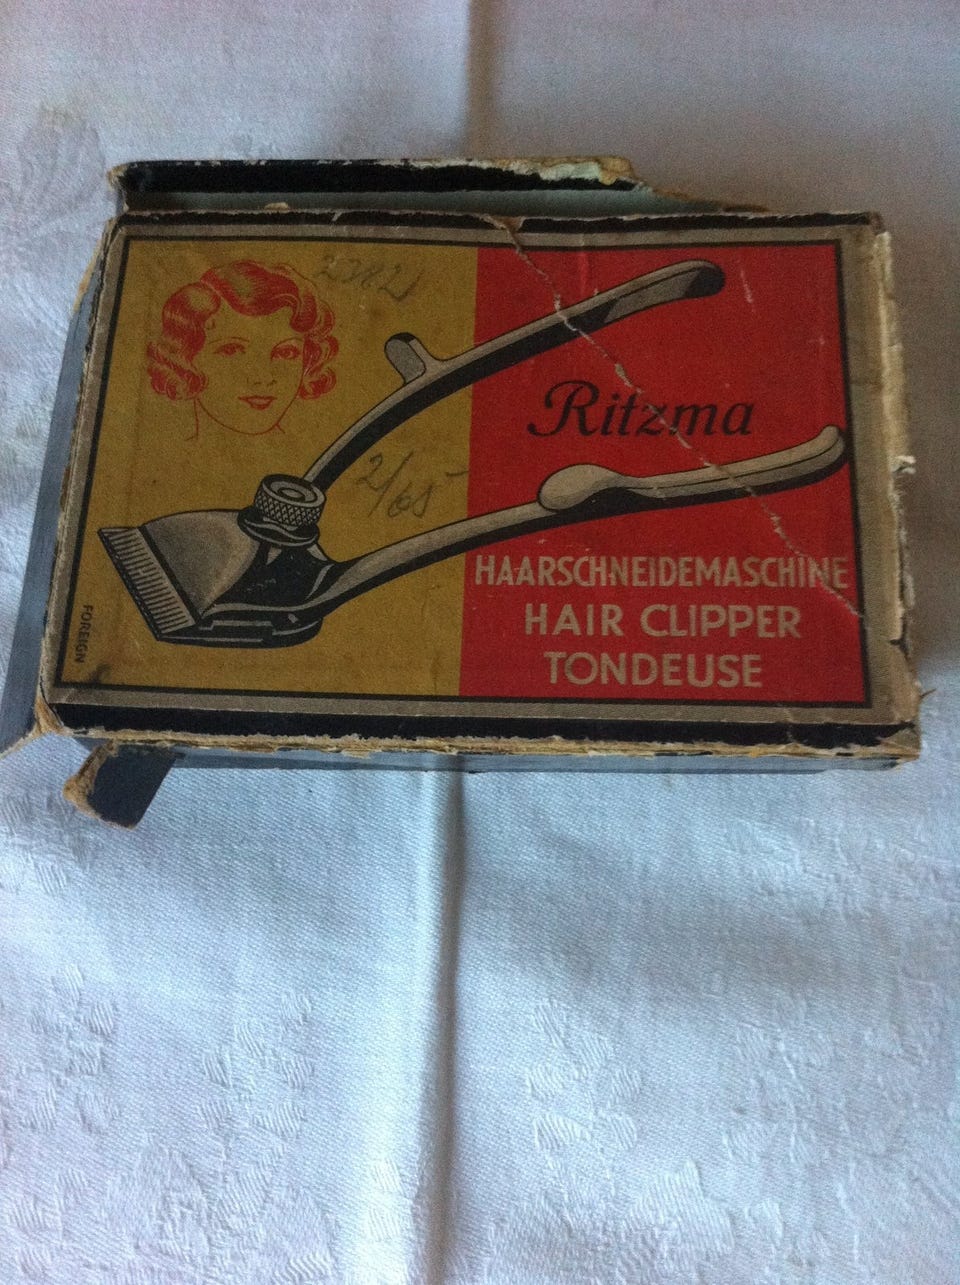 Ritzma
HAARSCHNEIDEMASCHINE
HAIR CLIPPER
TONDEUSE
FOREIGN